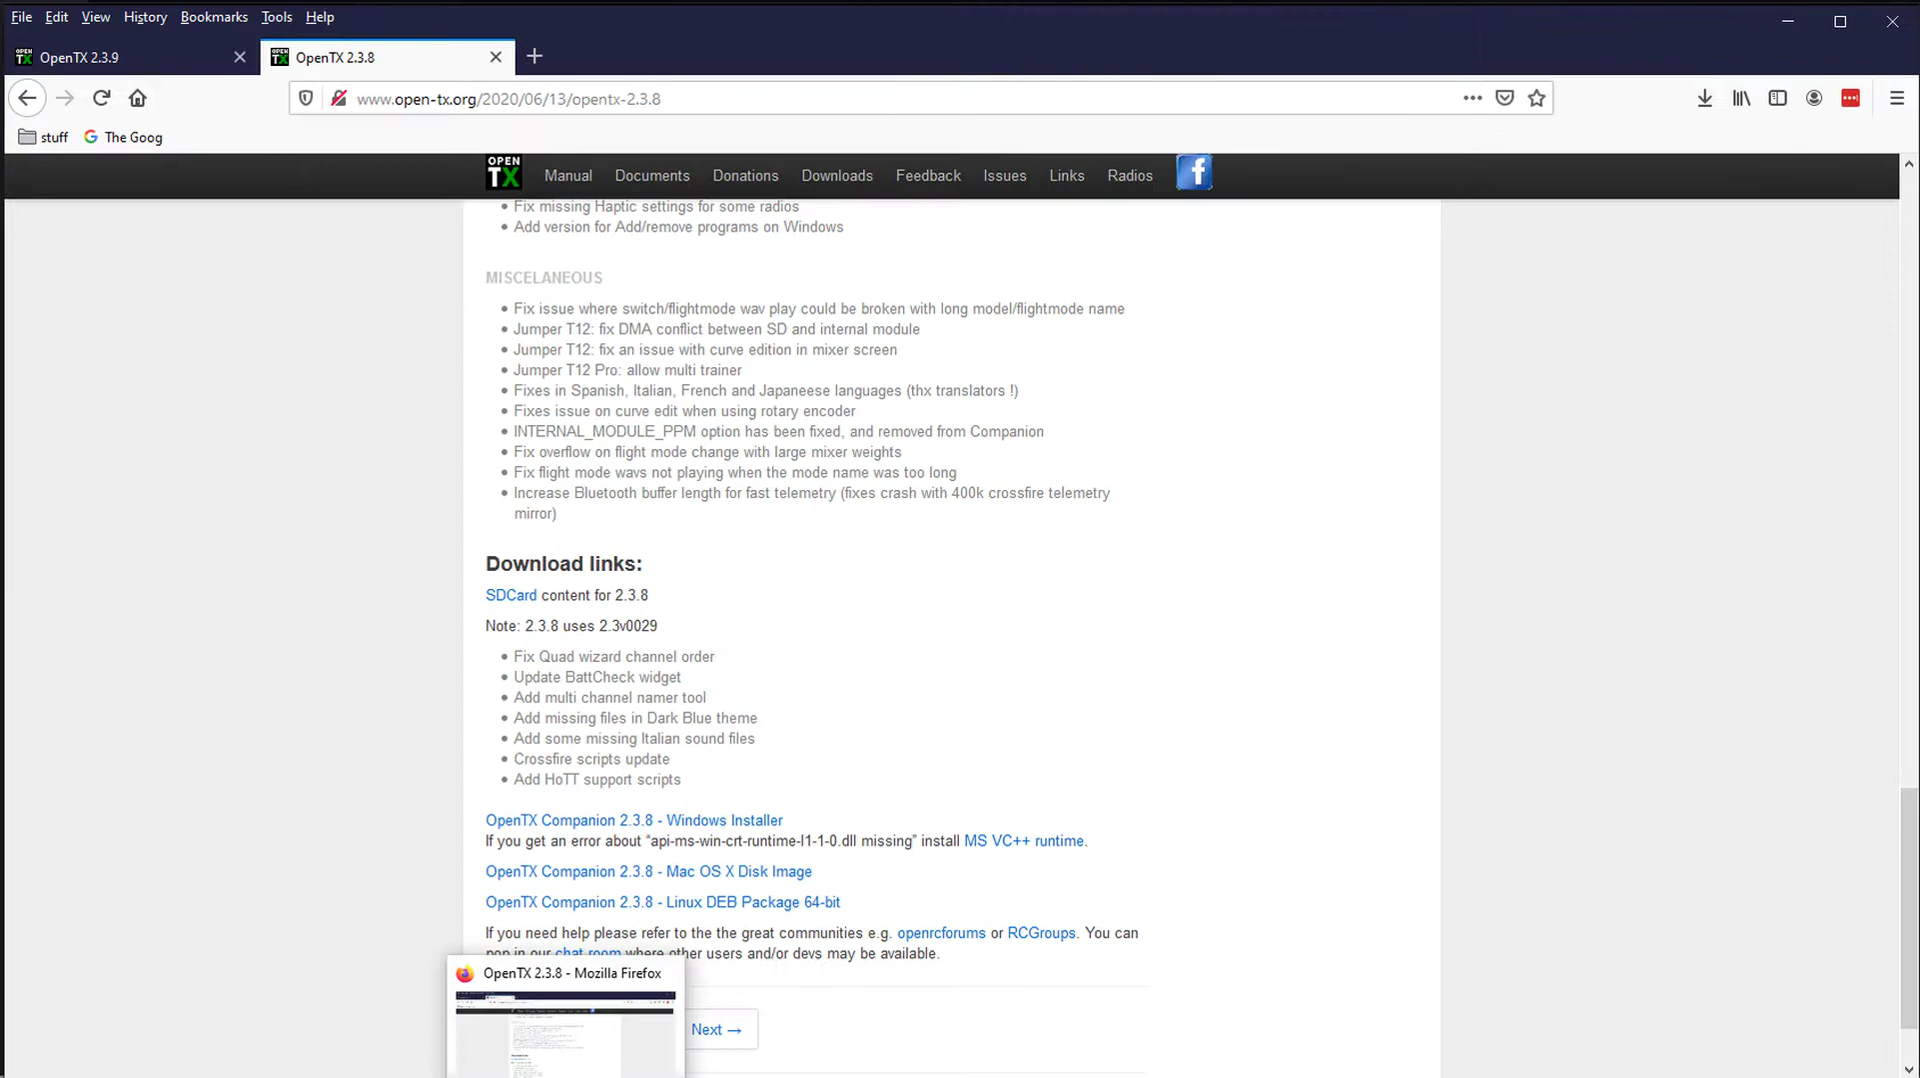 File Edit View History Bookmarks Tools Help
OPEN TX OpenTX 2.3.9
OPEN TX OpenTX 2.3.8
www.open-tx.org/2020/06/13/opentx-2.3.8
stuff The Goog
OPEN TX Manual Documents Donations Downloads Feedback Issues Links Radios f
• Fix missing Haptic settings for some radios
• Add version for Add/remove programs on Windows
MISCELANEOUS
• Fix issue where switch/flightmode wav play could be broken with long model/flightmode name
• Jumper T12: fix DMA conflict between SD and internal module
• Jumper T12: fix an issue with curve edition in mixer screen
• Jumper T12 Pro: allow multi trainer
• Fixes in Spanish, Italian, French and Japaneese languages (thx translators !)
• Fixes issue on curve edit when using rotary encoder
• INTERNAL_MODULE_PPM option has been fixed, and removed from Companion
• Fix overflow on flight mode change with large mixer weights
• Fix flight mode wavs not playing when the mode name was too long
• Increase Bluetooth buffer length for fast telemetry (fixes crash with 400k crossfire telemetry
mirror)
Download links:
SDCard content for 2.3.8
Note: 2.3.8 uses 2.3v0029
• Fix Quad wizard channel order
• Update BattCheck widget
• Add multi channel namer tool
• Add missing files in Dark Blue theme
• Add some missing Italian sound files
• Crossfire scripts update
• Add HoTT support scripts
OpenTX Companion 2.3.8 - Windows Installer
If you get an error about “api-ms-win-crt-runtime-l1-1-0.dll missing” install MS VC++ runtime.
OpenTX Companion 2.3.8 - Mac OS X Disk Image
OpenTX Companion 2.3.8 - Linux DEB Package 64-bit
If you need help please refer to the the great communities e.g. openrcforums or RCGroups. You can
pop in our chat room where other users and/or devs may be available.
OpenTX 2.3.8 - Mozilla Firefox
Next →